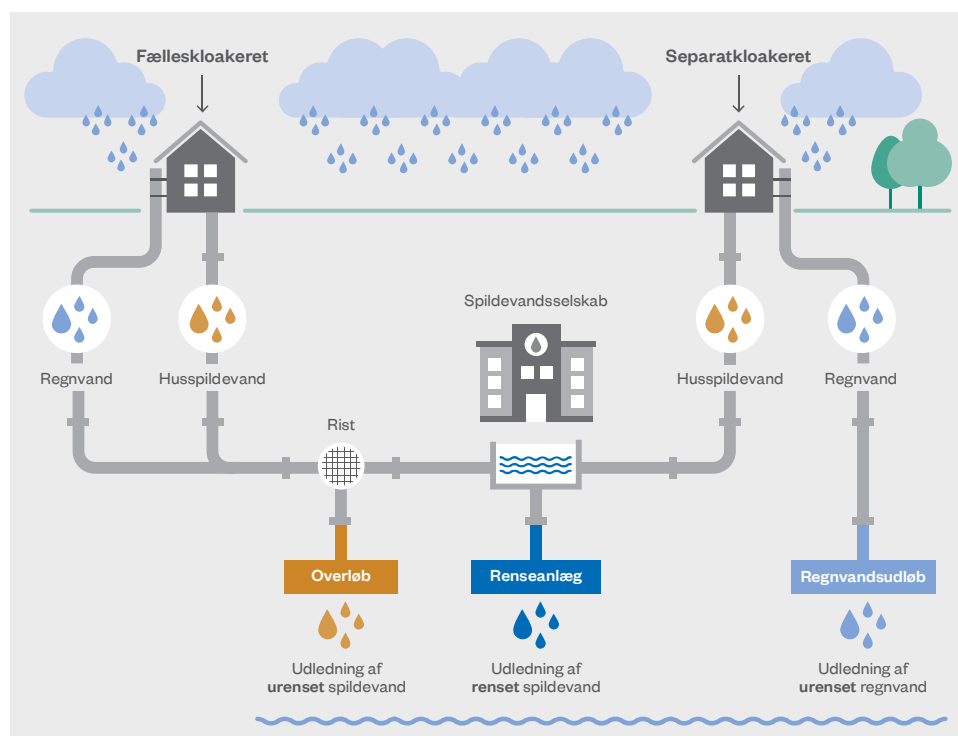 Fælleskloakeret
Separatkloakeret
Spildevandsselskab
Regnvand
Husspildevand
Husspildevand
Regnvand
Rist
Overløb
Renseanlæg
Regnvandsudløb
Udledning af
urenset spildevand
Udledning af
renset spildevand
Udledning af
urenset regnvand